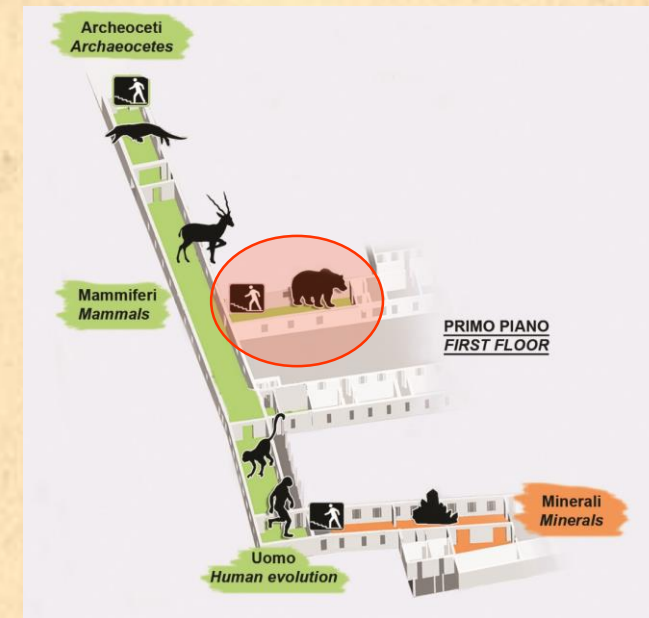 Archeoceti
Archaeocetes
Mammiferi
Mammals
PRIMO PIANO
FIRST FLOOR
Minerali
Minerals
Uomo
Human evolution